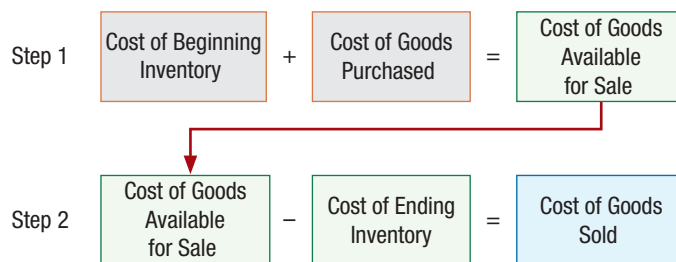 Step 1
Cost of Beginning
Inventory
+
Cost of Goods
Purchased
=
Cost of Goods
Available
for Sale
Step 2
Cost of Goods
Available
for Sale
–
Cost of Ending
Inventory
=
Cost of Goods
Sold